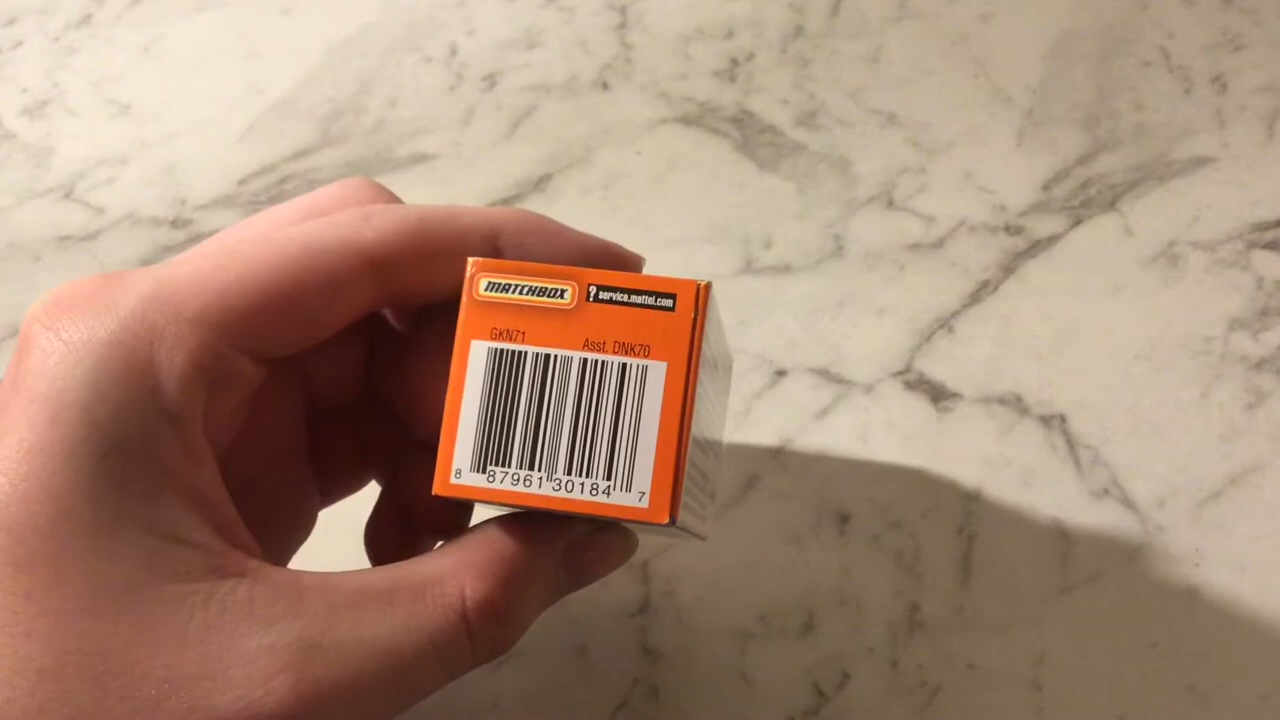 MATCHBOX
? service.mattel.com
GKN71
Asst. DNK70
8 87961 30184 7